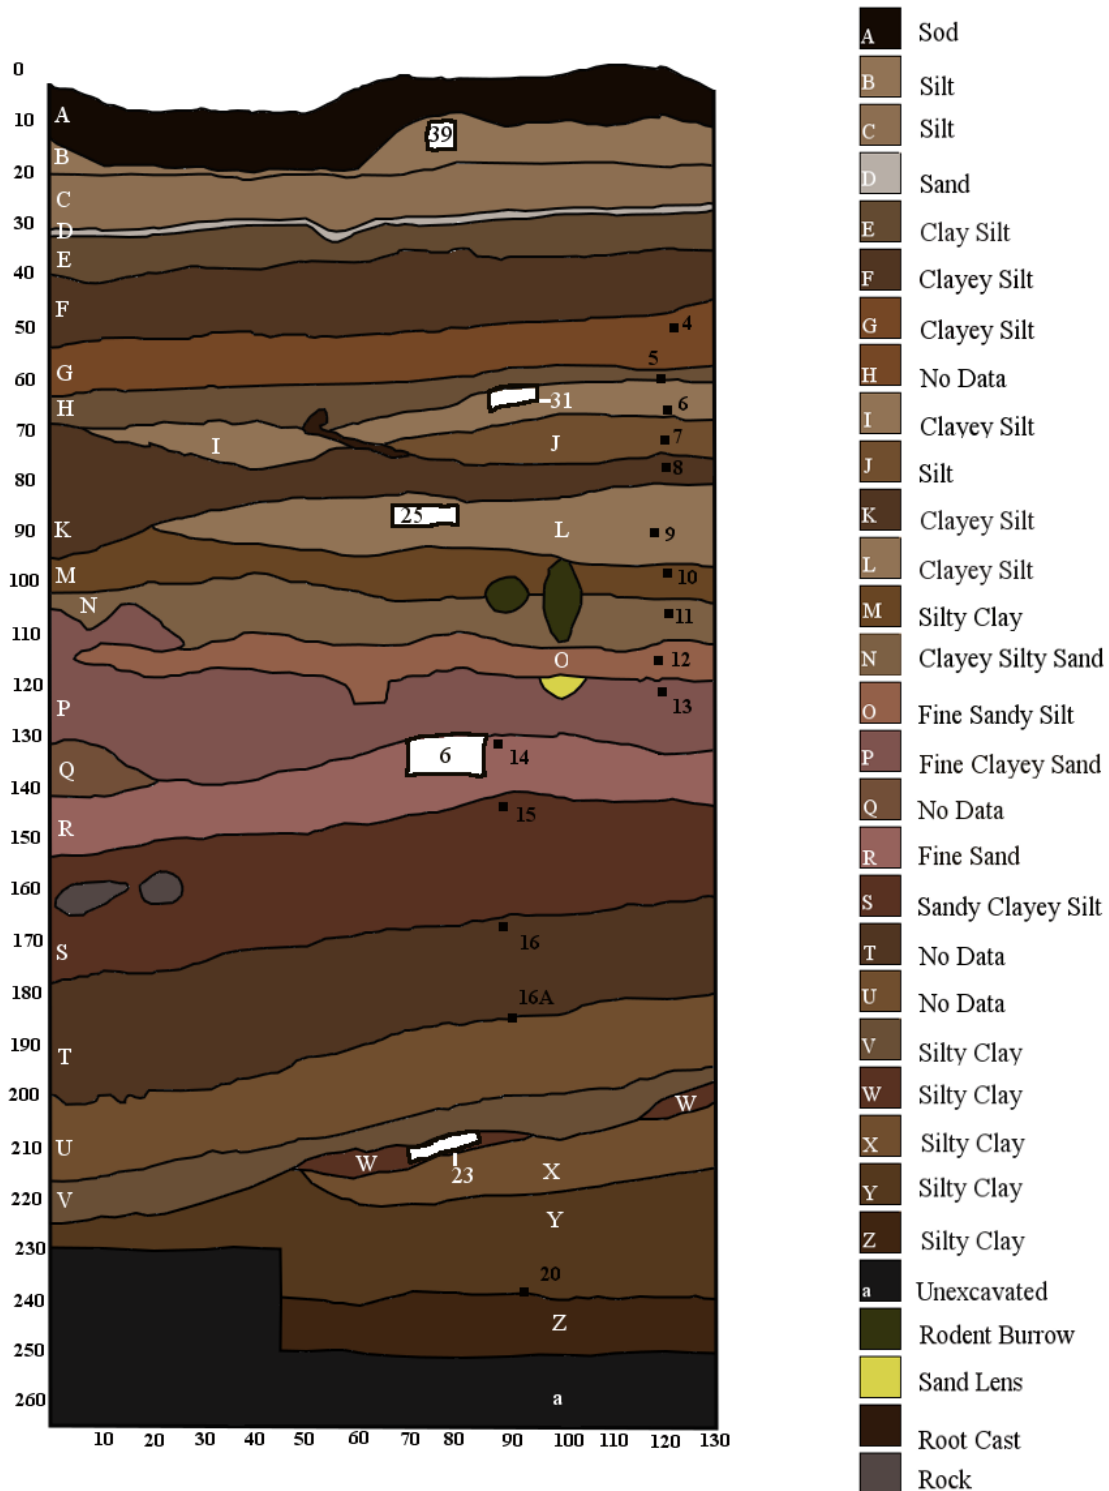 0
10
20
30
40
50
60
70
80
90
100
110
120
130
140
150
160
170
180
190
200
210
220
230
240
250
260
A
39
B
C
D
E
F
4
G
5
H
31
6
I
J
7
8
K
25
L
9
M
10
N
11
O
12
P
13
Q
6
14
R
15
S
16
16A
T
U
W
W
23
X
V
Y
20
Z
a
10 20 30 40 50 60 70 80 90 100 110 120 130
A Sod
B Silt
C Silt
D Sand
E Clay Silt
F Clayey Silt
G Clayey Silt
H No Data
I Clayey Silt
J Silt
K Clayey Silt
L Clayey Silt
M Silty Clay
N Clayey Silty Sand
O Fine Sandy Silt
P Fine Clayey Sand
Q No Data
R Fine Sand
S Sandy Clayey Silt
T No Data
U No Data
V Silty Clay
W Silty Clay
X Silty Clay
Y Silty Clay
Z Silty Clay
a Unexcavated
Rodent Burrow
Sand Lens
Root Cast
Rock